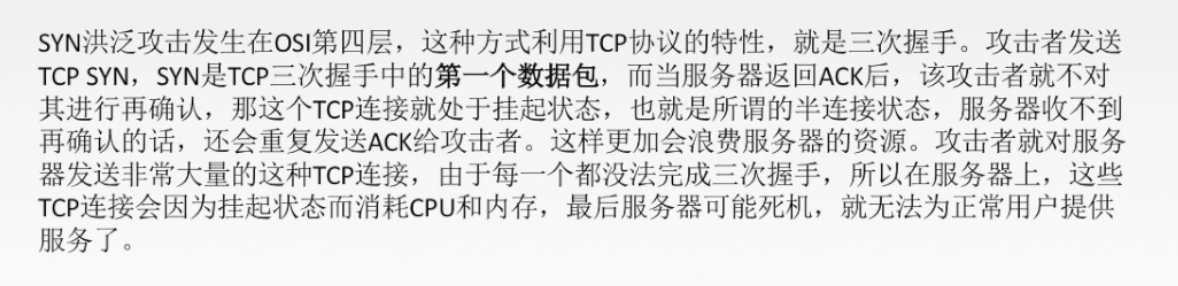 SYN洪泛攻击发生在OSI第四层，这种方式利用TCP协议的特性，就是三次握手。攻击者发送
TCP SYN，SYN是TCP三次握手中的第一个数据包，而当服务器返回ACK后，该攻击者就不对
其进行再确认，那这个TCP连接就处于挂起状态，也就是所谓的半连接状态，服务器收不到
再确认的话，还会重复发送ACK给攻击者。这样更加会浪费服务器的资源。攻击者就对服务
器发送非常大量的这种TCP连接，由于每一个都没法完成三次握手，所以在服务器上，这些
TCP连接会因为挂起状态而消耗CPU和内存，最后服务器可能死机，就无法为正常用户提供
服务了。